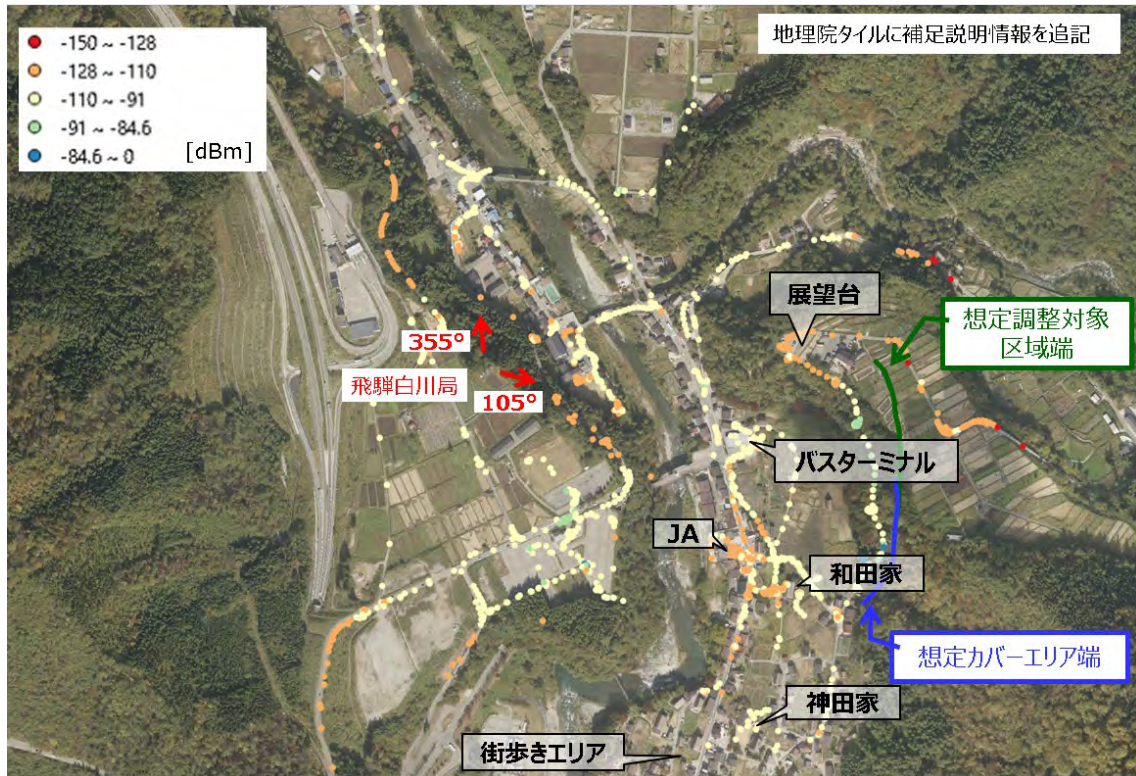 -150 ~ -128
-128 ~ -110
-110 ~ -91
-91 ~ -84.6
-84.6 ~ 0
[dBm]
地理院タイルに補足説明情報を追記
展望台
想定調整対象
区域端
355°
飛騨白川局
105°
バスターミナル
JA
和田家
想定カバーエリア端
神田家
街歩きエリア